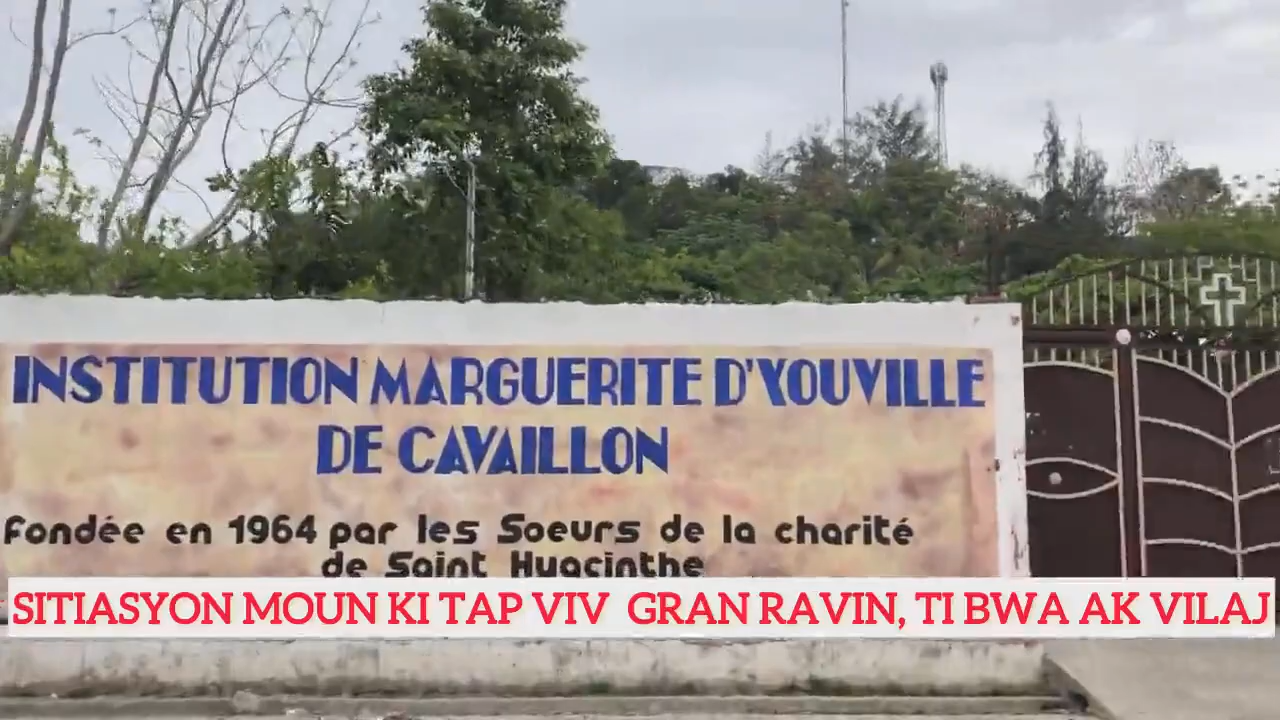 INSTITUTION MARGUERITE D'YOUVILLE
DE CAVAILLON
Fondée en 1964 par les Soeurs de la charité
de Saint Hyacinthe
SITIASYON MOUN KI TAP VIV GRAN RAVIN, TI BWA AK VILAJ